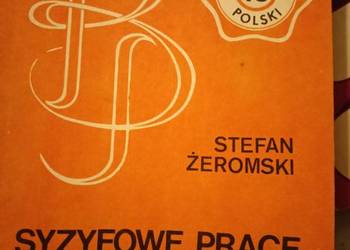 POLSKI
STEFAN
ŻEROMSKI
SYZYFOWE PRACE